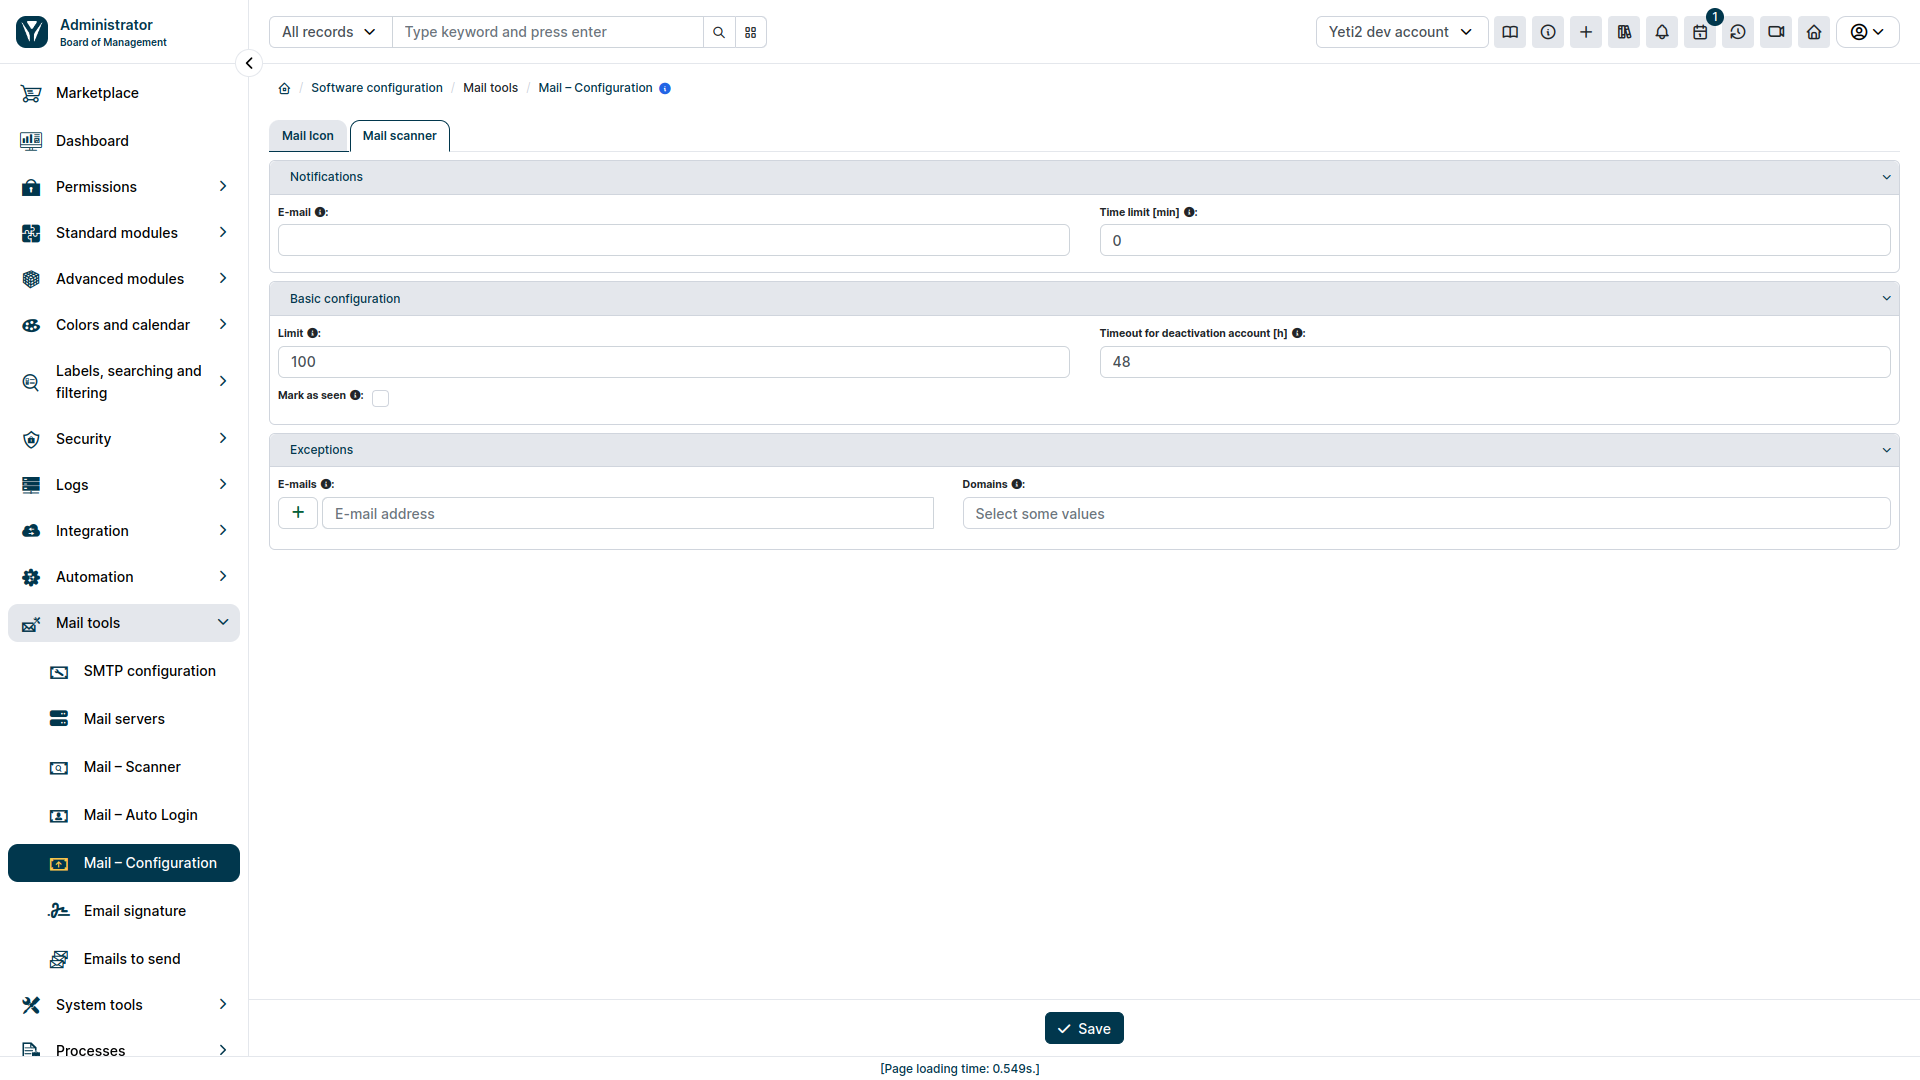 Administrator
Board of Management
All records
Type keyword and press enter
Yeti2 dev account
1
Marketplace
Dashboard
Permissions
Standard modules
Advanced modules
Colors and calendar
Labels, searching and
filtering
Security
Logs
Integration
Automation
Mail tools
SMTP configuration
Mail servers
Mail – Scanner
Mail – Auto Login
Mail – Configuration
Email signature
Emails to send
System tools
Processes
/ Software configuration / Mail tools / Mail – Configuration
Mail Icon
Mail scanner
Notifications
E-mail :
Time limit [min] :
0
Basic configuration
Limit :
Timeout for deactivation account [h] :
100
48
Mark as seen :
Exceptions
E-mails :
Domains :
E-mail address
Select some values
Save
[Page loading time: 0.549s.]